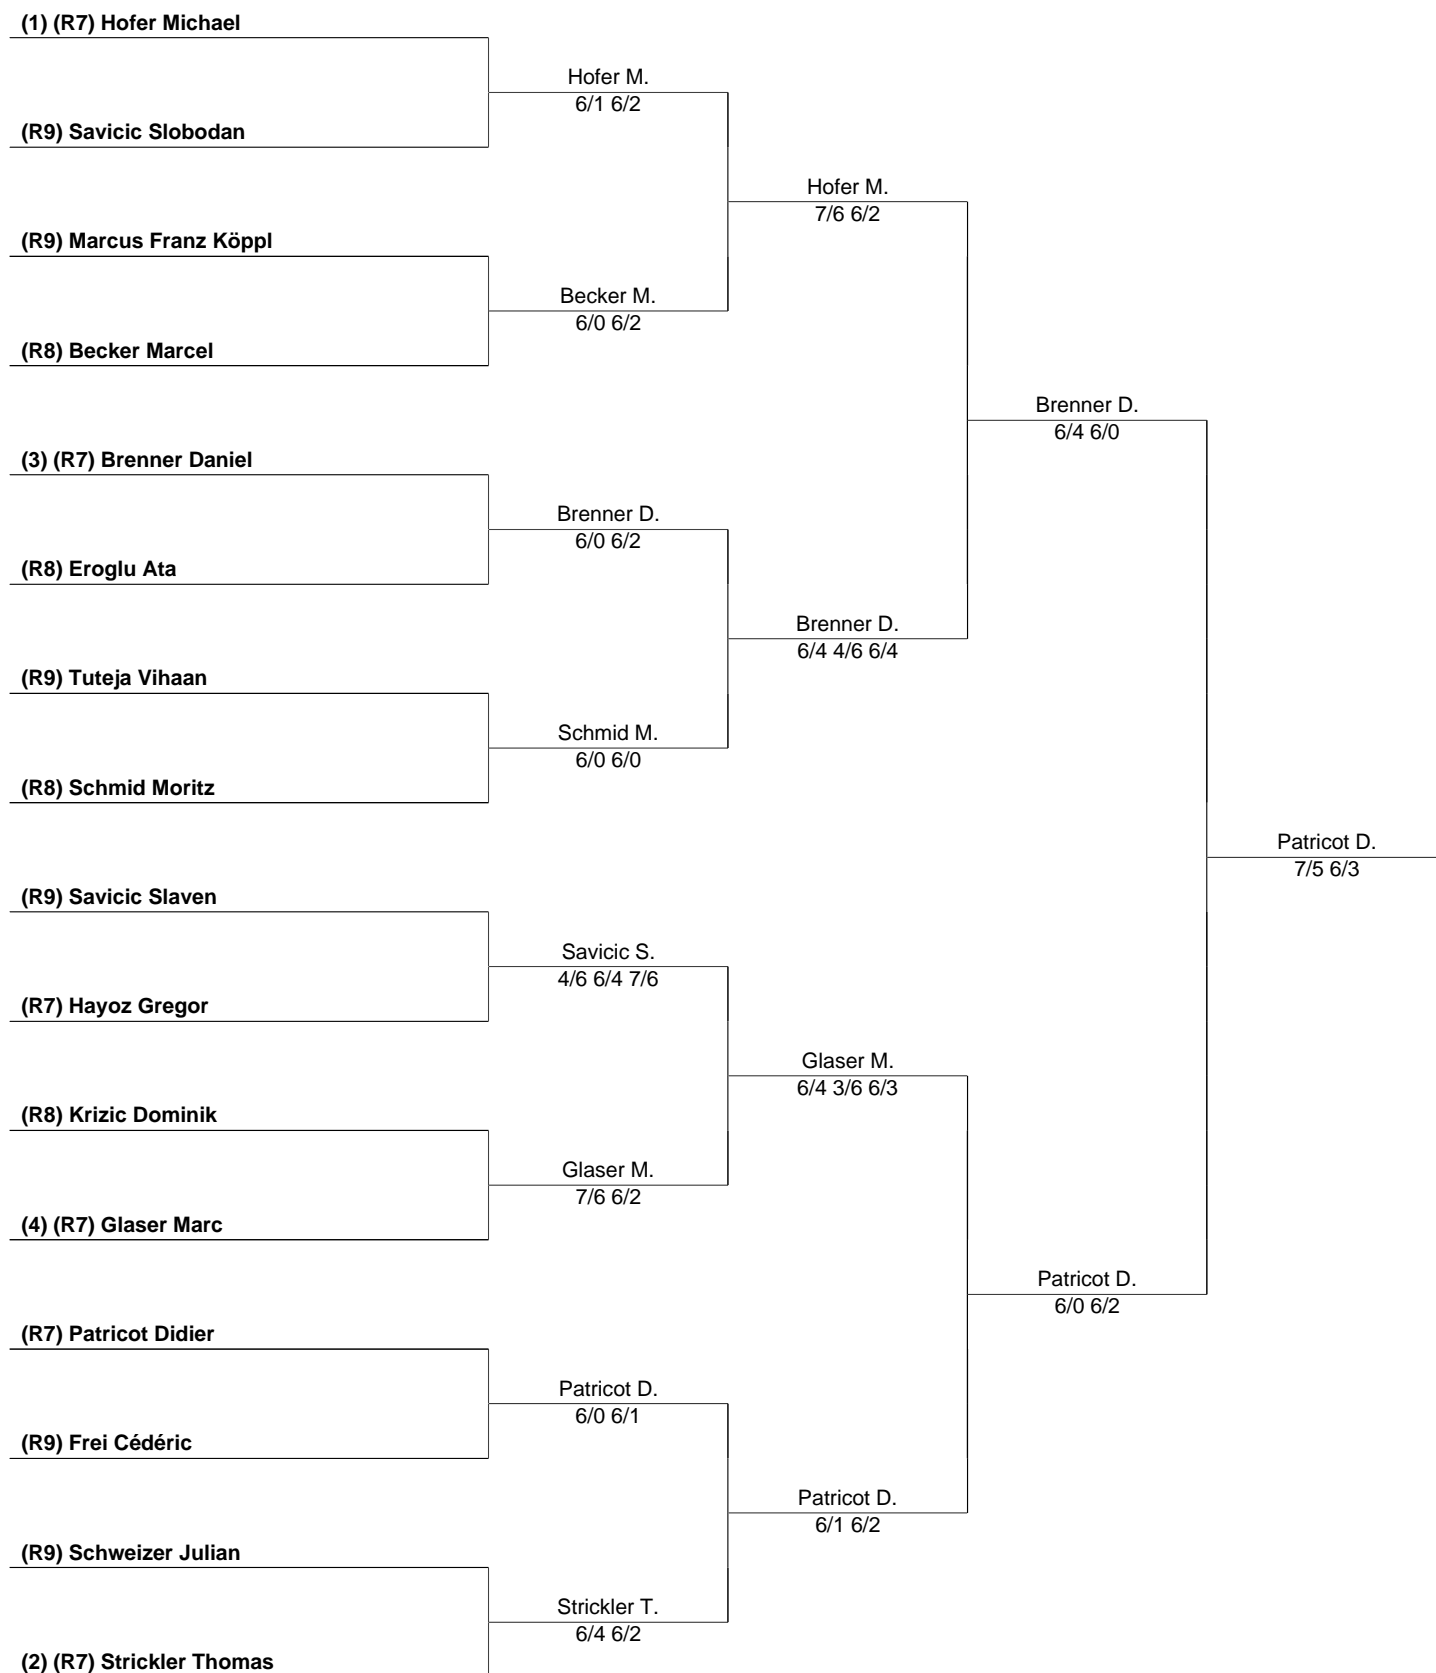 (1) (R7) Hofer Michael
Hofer M.
6/1 6/2
(R9) Savicic Slobodan
Hofer M.
7/6 6/2
(R9) Marcus Franz Köppl
Becker M.
6/0 6/2
(R8) Becker Marcel
Brenner D.
6/4 6/0
(3) (R7) Brenner Daniel
Brenner D.
6/0 6/2
(R8) Eroglu Ata
Brenner D.
6/4 4/6 6/4
(R9) Tuteja Vihaan
Schmid M.
6/0 6/0
(R8) Schmid Moritz
Patricot D.
7/5 6/3
(R9) Savicic Slaven
Savicic S.
4/6 6/4 7/6
(R7) Hayoz Gregor
Glaser M.
6/4 3/6 6/3
(R8) Krizic Dominik
Glaser M.
7/6 6/2
(4) (R7) Glaser Marc
Patricot D.
6/0 6/2
(R7) Patricot Didier
Patricot D.
6/0 6/1
(R9) Frei Cédéric
Patricot D.
6/1 6/2
(R9) Schweizer Julian
Strickler T.
6/4 6/2
(2) (R7) Strickler Thomas